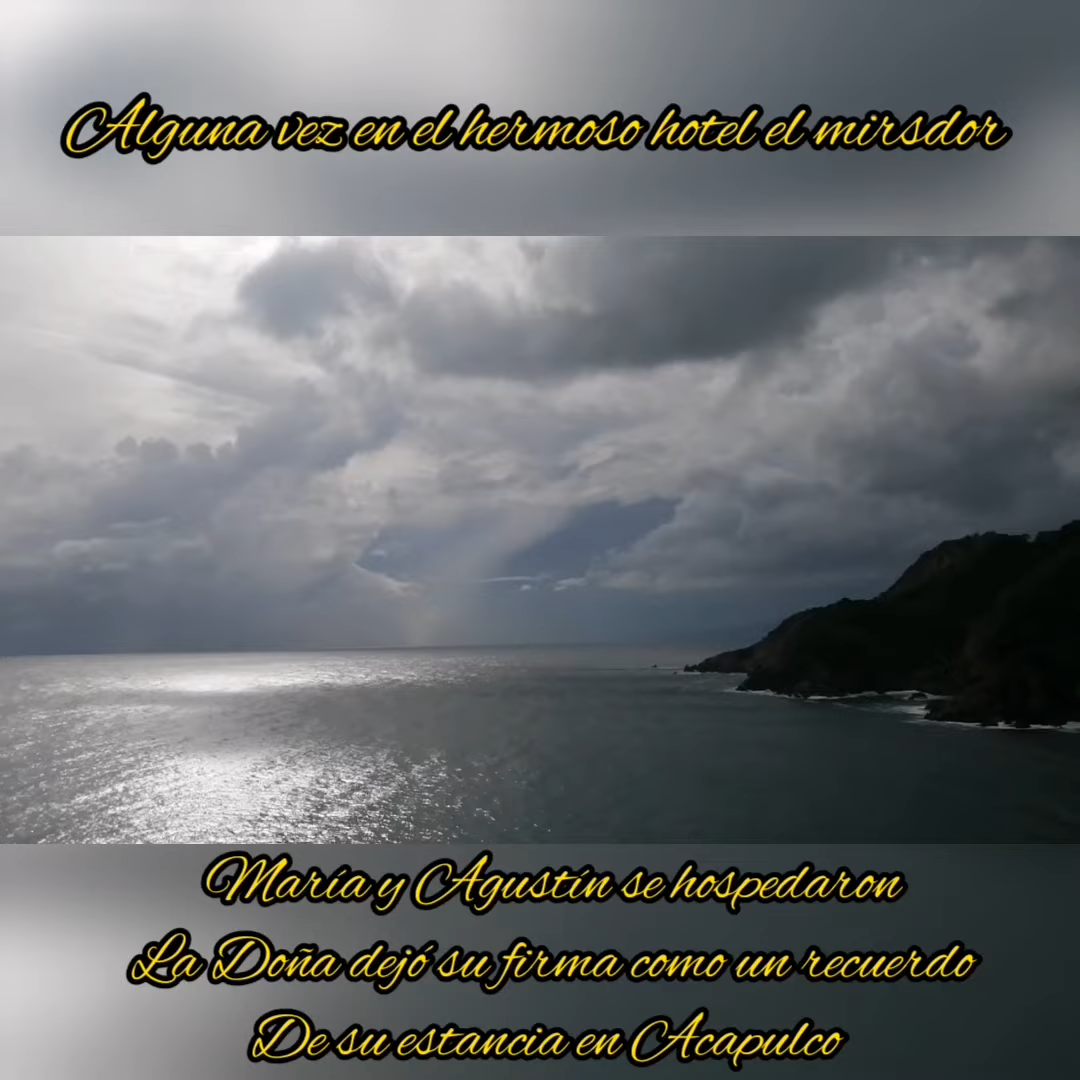 Alguna vez en el hermoso hotel el mirsdor
María y Agustín se hospedaron
La Doña dejó su firma como un recuerdo
De su estancia en Acapulco